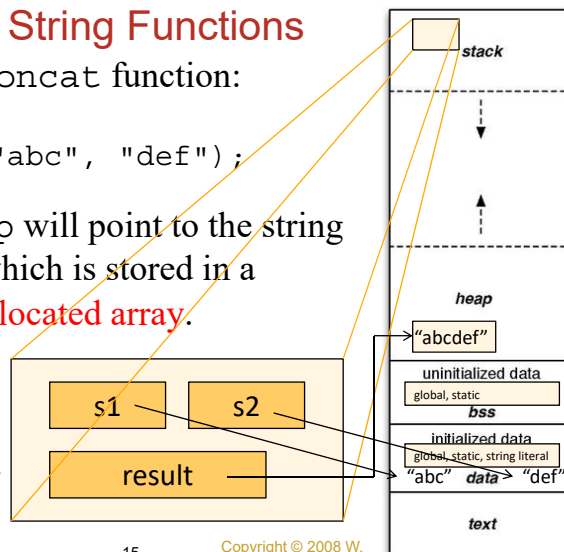 String Functions
oncat function:
"abc", "def");
p will point to the string
which is stored in a
located array.
s1
s2
result
15
Copyright © 2008 W.
stack
heap
“abcdef”
uninitialized data
global, static
bss
initialized data
global, static, string literal
“abc” data “def”
text